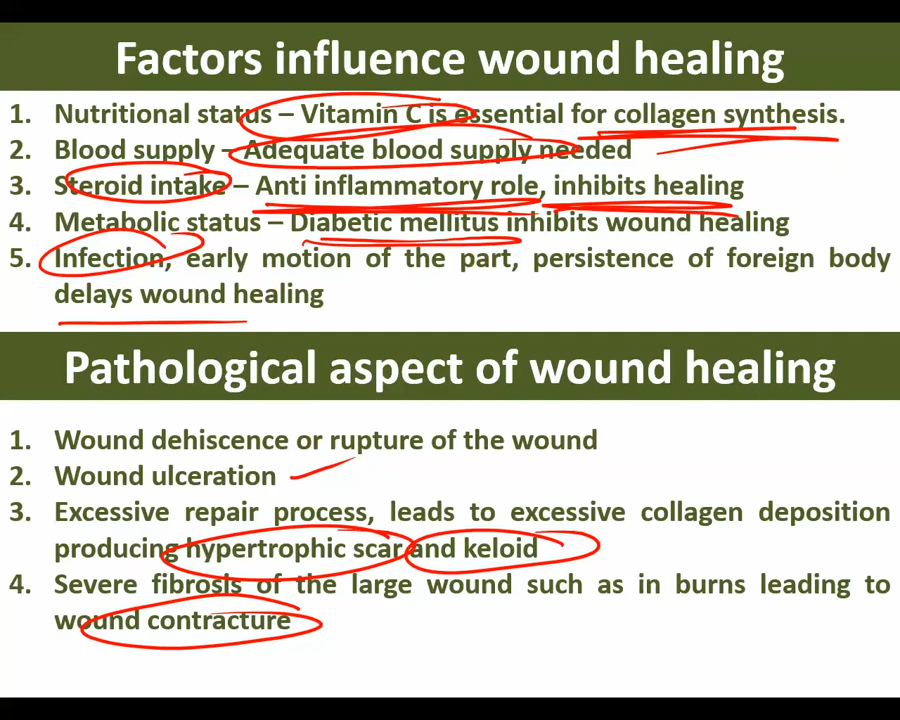 Factors influence wound healing
1. Nutritional status – Vitamin C is essential for collagen synthesis.
2. Blood supply – Adequate blood supply needed
3. Steroid intake – Anti inflammatory role, inhibits healing
4. Metabolic status – Diabetic mellitus inhibits wound healing
5. Infection, early motion of the part, persistence of foreign body
delays wound healing
Pathological aspect of wound healing
1. Wound dehiscence or rupture of the wound
2. Wound ulceration
3. Excessive repair process, leads to excessive collagen deposition
producing hypertrophic scar and keloid
4. Severe fibrosis of the large wound such as in burns leading to
wound contracture